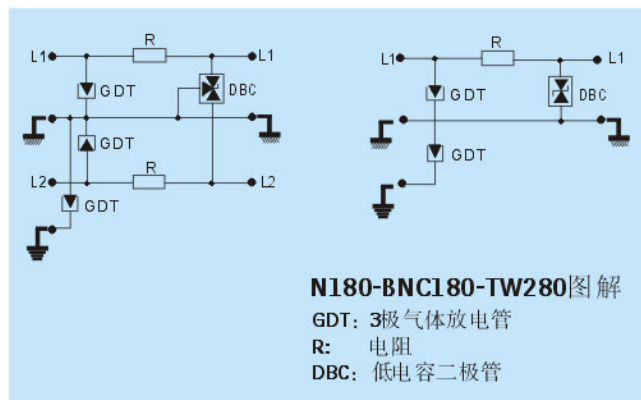 L1
R
L1
GDT
DBC
GDT
L2
R
L2
GDT
L1
R
L1
GDT
DBC
GDT
N180-BNC180-TW280图解
GDT: 3极气体放电管
R: 电阻
DBC: 低电容二极管